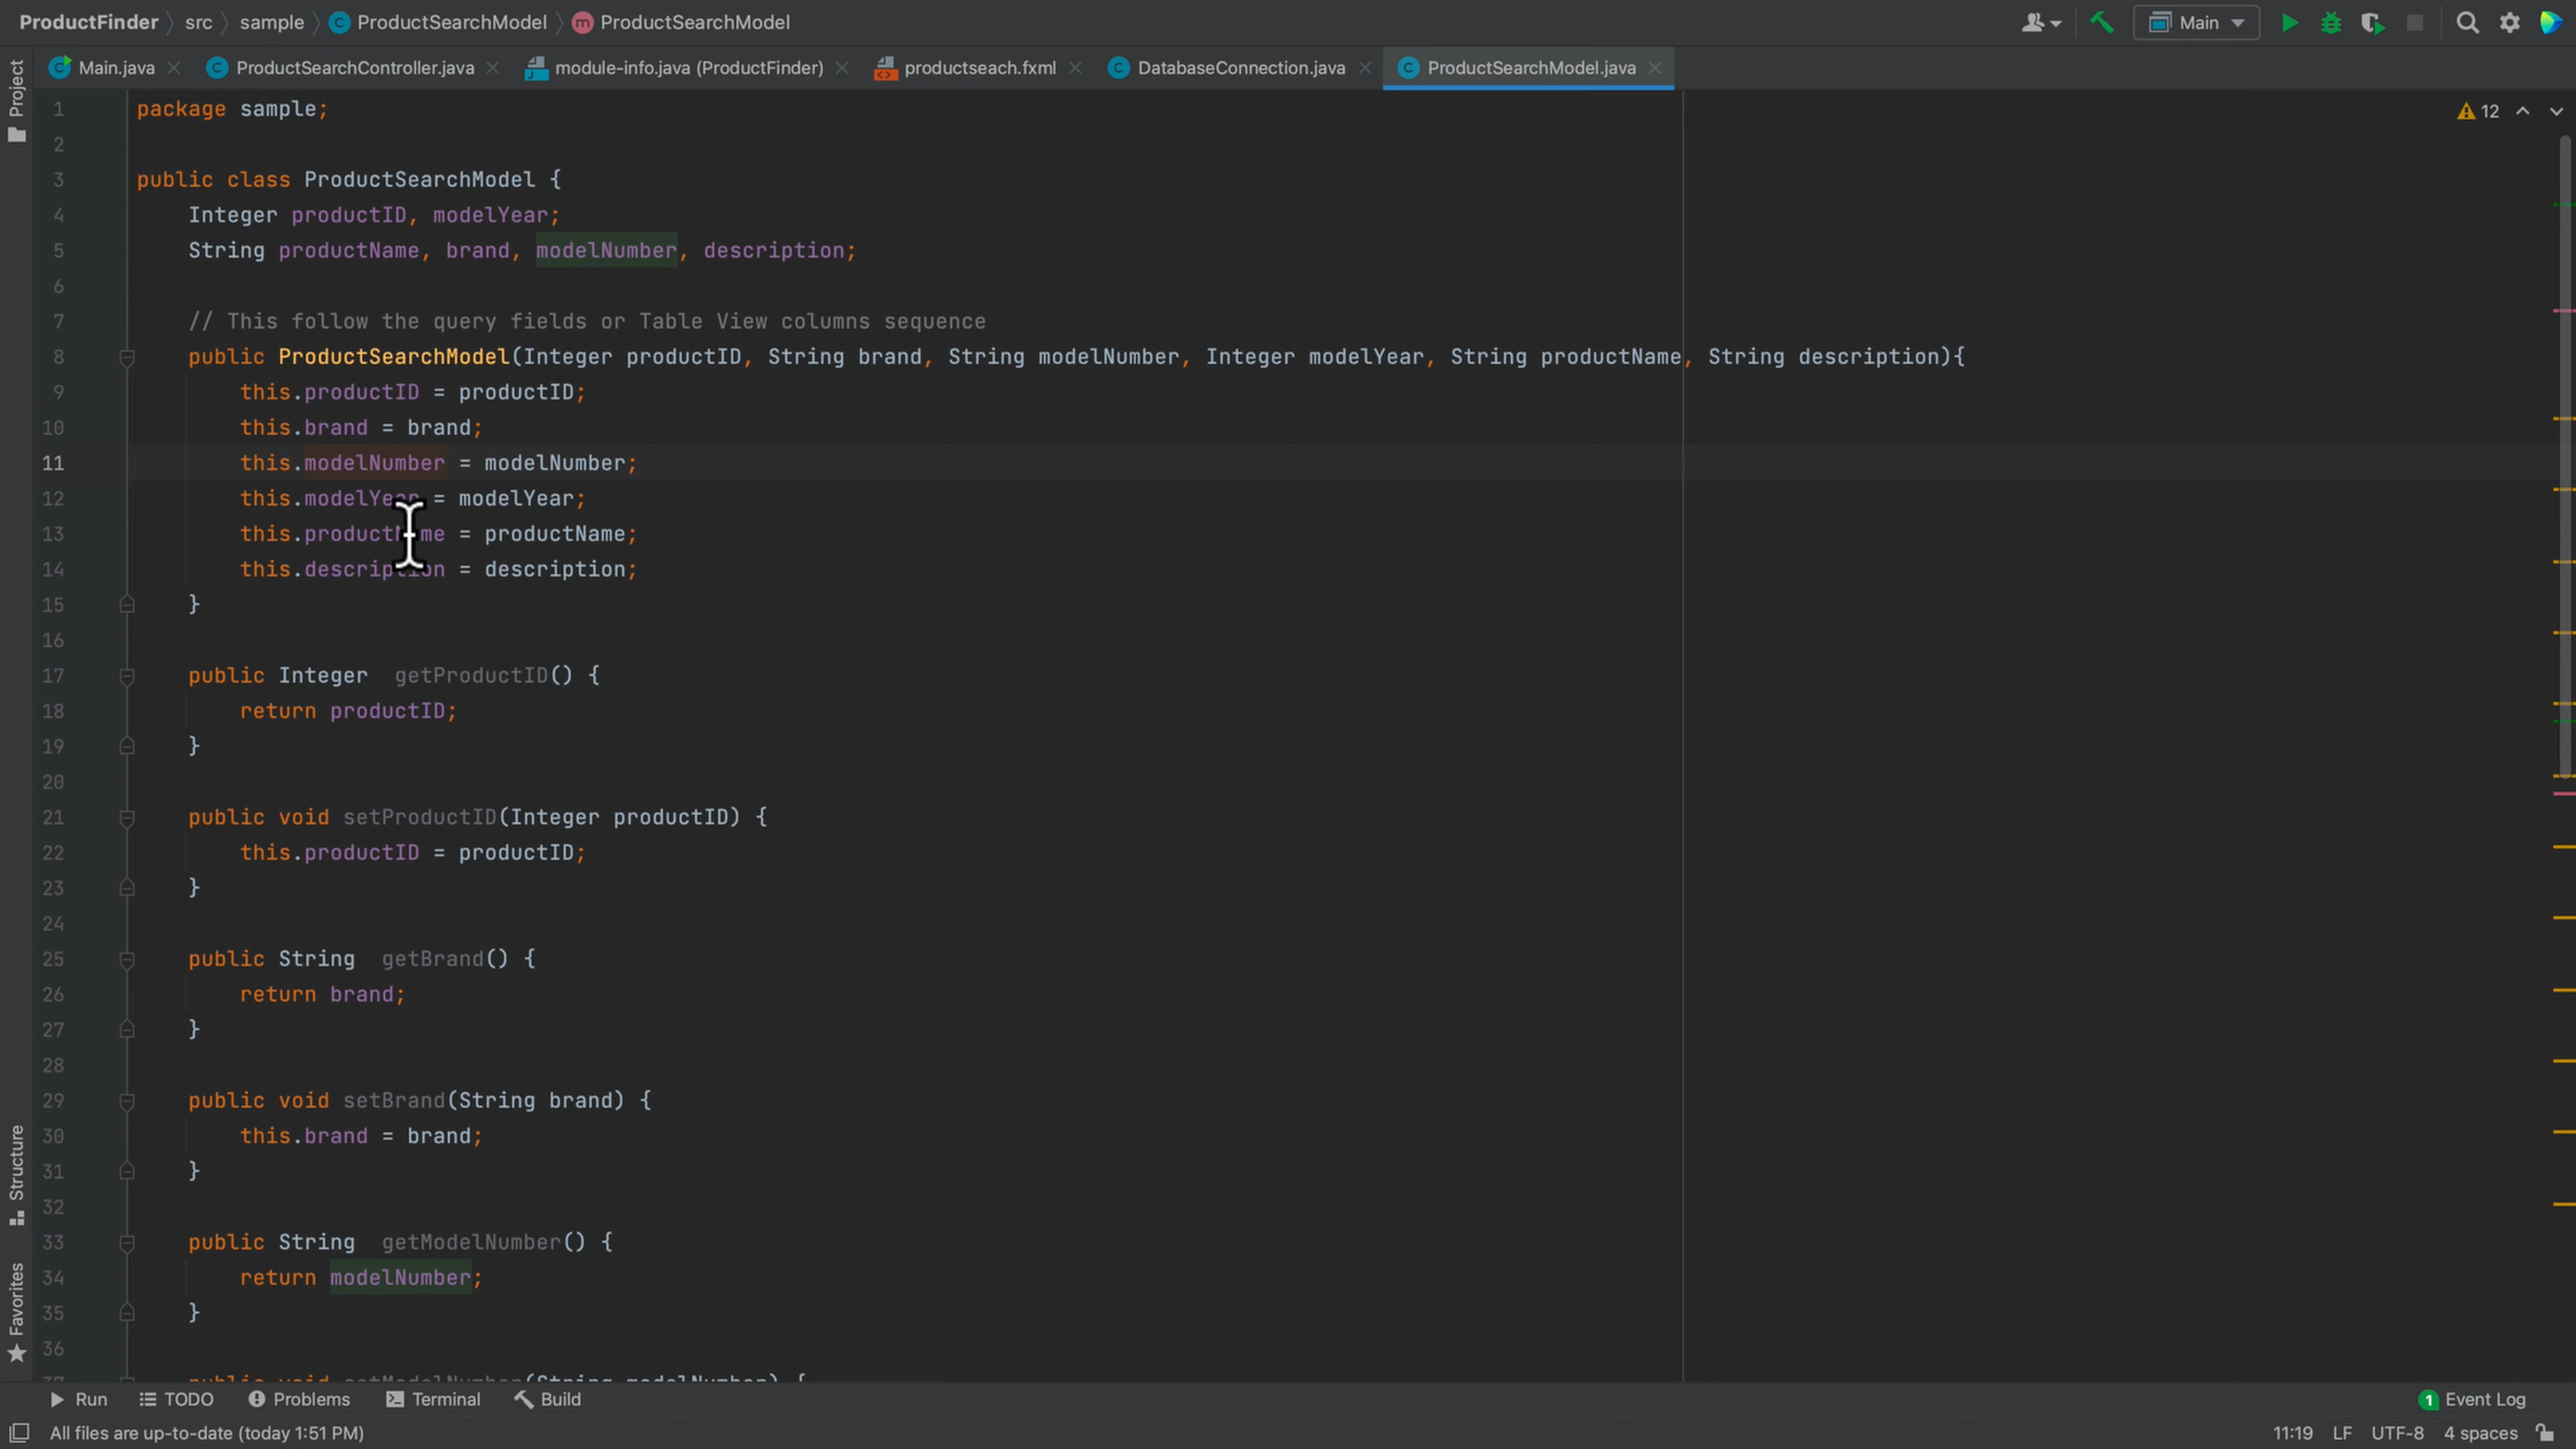 ProductFinder src sample ProductSearchModel ProductSearchModel Main
Main.java ProductSearchController.java module-info.java (ProductFinder) productseach.fxml DatabaseConnection.java ProductSearchModel.java
Project
12
1 package sample;
2
3 public class ProductSearchModel {
4 Integer productID, modelYear;
5 String productName, brand, modelNumber, description;
6
7 // This follow the query fields or Table View columns sequence
8 public ProductSearchModel(Integer productID, String brand, String modelNumber, Integer modelYear, String productName, String description){
9 this.productID = productID;
10 this.brand = brand;
11 this.modelNumber = modelNumber;
12 this.modelYear = modelYear;
13 this.productName = productName;
14 this.description = description;
15 }
16
17 public Integer getProductID() {
18 return productID;
19 }
20
21 public void setProductID(Integer productID) {
22 this.productID = productID;
23 }
24
25 public String getBrand() {
26 return brand;
27 }
28
29 public void setBrand(String brand) {
30 this.brand = brand;
31 }
32
33 public String getModelNumber() {
34 return modelNumber;
35 }
36
37 public void setModelNumber(String modelNumber) {
Structure
Favorites
Run TODO Problems Terminal Build 1 Event Log
All files are up-to-date (today 1:51 PM) 11:19 LF UTF-8 4 spaces